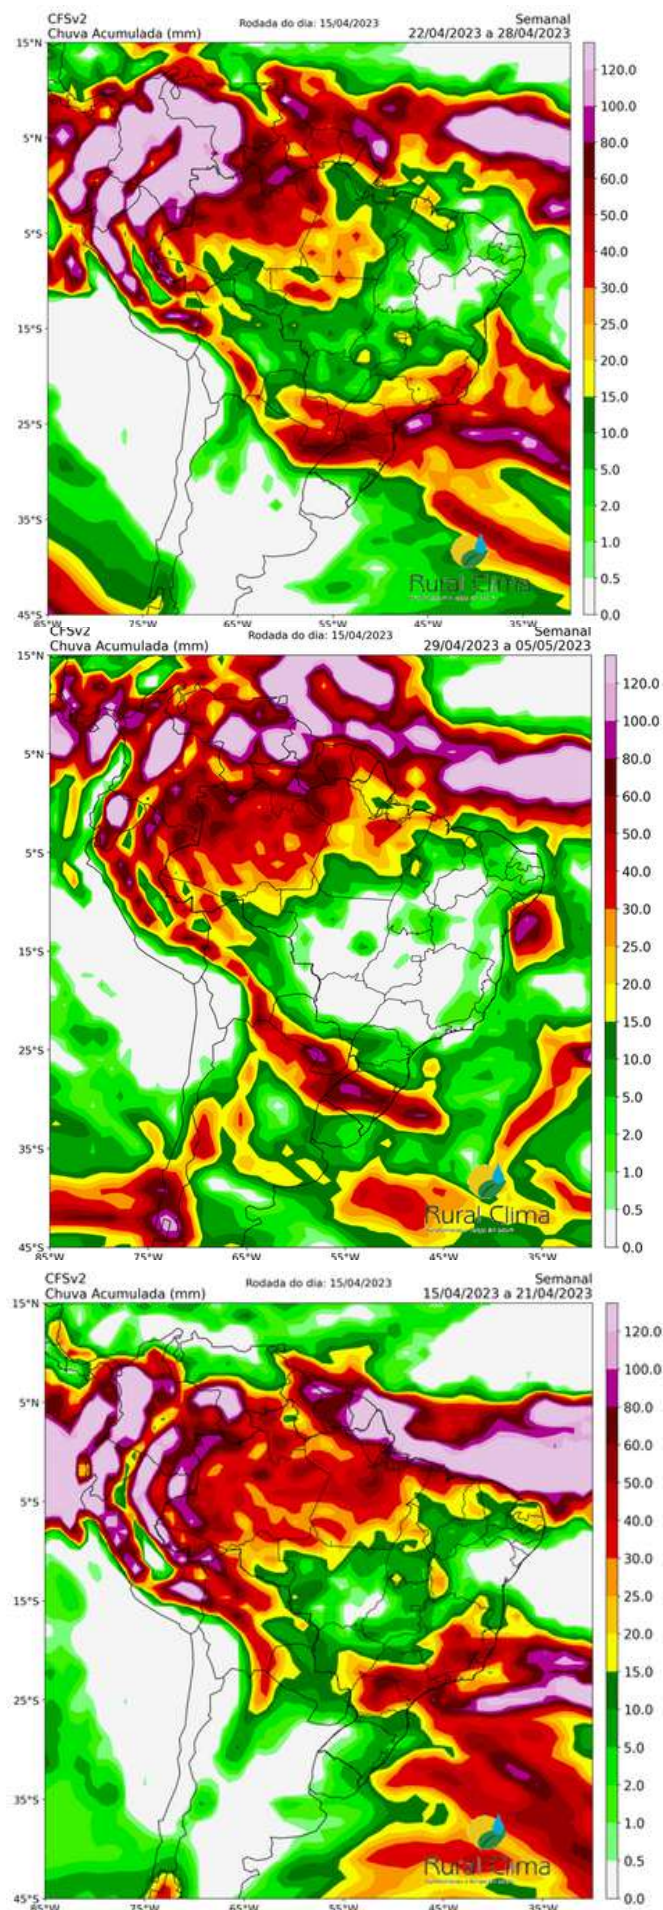 CFSv2
Chuva Acumulada (mm)
Rodada do dia: 15/04/2023
Semanal
22/04/2023 a 28/04/2023
15°N
5°N
5°S
15°S
25°S
35°S
45°S
85°W
75°W
65°W
55°W
45°W
35°W
120.0
100.0
80.0
60.0
50.0
40.0
30.0
25.0
20.0
15.0
10.0
5.0
2.0
1.0
0.5
0.0
Rural Clima
CFSv2
Chuva Acumulada (mm)
Rodada do dia: 15/04/2023
Semanal
29/04/2023 a 05/05/2023
15°N
5°N
5°S
15°S
25°S
35°S
45°S
85°W
75°W
65°W
55°W
45°W
35°W
120.0
100.0
80.0
60.0
50.0
40.0
30.0
25.0
20.0
15.0
10.0
5.0
2.0
1.0
0.5
0.0
Rural Clima
CFSv2
Chuva Acumulada (mm)
Rodada do dia: 15/04/2023
Semanal
15/04/2023 a 21/04/2023
15°N
5°N
5°S
15°S
25°S
35°S
45°S
85°W
75°W
65°W
55°W
45°W
35°W
120.0
100.0
80.0
60.0
50.0
40.0
30.0
25.0
20.0
15.0
10.0
5.0
2.0
1.0
0.5
0.0
Rural Clima